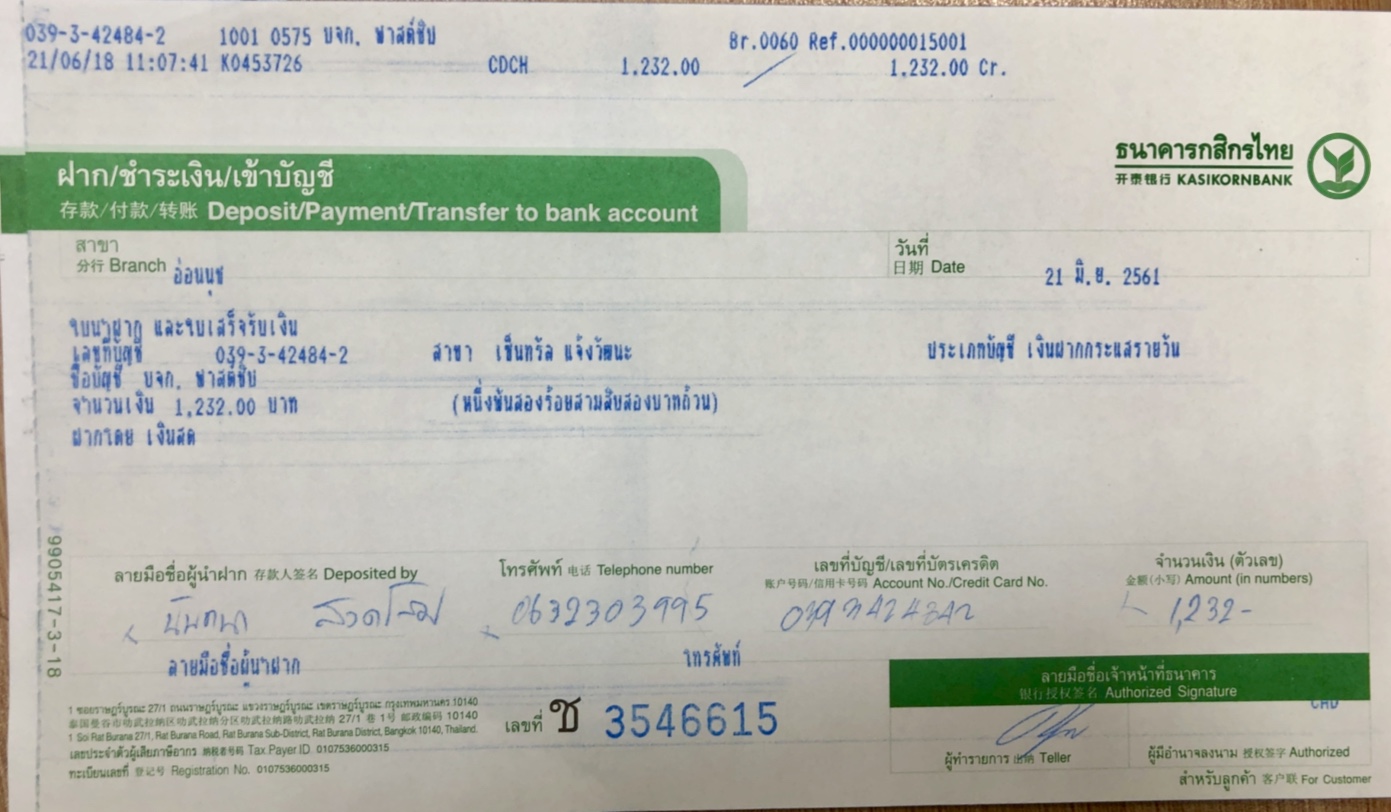 039-3-42484-2 1001 0575 บจก. ฟาสต์ชิป Br.0060 Ref.000000015001
21/06/18 11:07:41 K0453726 CDCH 1,232.00 1,232.00 Cr.
ธนาคารกสิกรไทย
开泰银行 KASIKORNBANK
ฝาก/ชำระเงิน/เข้าบัญชี
存款/付款/转账 Deposit/Payment/Transfer to bank account
สาขา
分行 Branch อ่อนนุช
วันที่
日期 Date 21 มิ.ย. 2561
ใบนำฝาก และใบเสร็จรับเงิน
เลขที่บัญชี 039-3-42484-2 สาขา เซ็นทรัล แจ้งวัฒนะ ประเภทบัญชี เงินฝากกระแสรายวัน
ชื่อบัญชี บจก. ฟาสต์ชิป
จำนวนเงิน 1,232.00 บาท (หนึ่งพันสองร้อยสามสิบสองบาทถ้วน)
ฝากโดย เงินสด
9905417-3-18
ลายมือชื่อผู้นำฝาก 存款人签名 Deposited by
โทรศัพท์ 电话 Telephone number
0632303995
เลขที่บัญชี/เลขที่บัตรเครดิต
账户号码/信用卡号码 Account No./Credit Card No.
จำนวนเงิน (ตัวเลข)
金额(小写) Amount (in numbers)
1,232-
ลายมือชื่อผู้นำฝาก โทรศัพท์
ลายมือชื่อเจ้าหน้าที่ธนาคาร
银行授权签名 Authorized Signature
1 ซอยราษฎร์บูรณะ 27/1 ถนนราษฎร์บูรณะ แขวงราษฎร์บูรณะ เขตราษฎร์บูรณะ กรุงเทพมหานคร 10140
泰国曼谷市叻武拉纳区叻武拉纳分区叻武拉纳路叻武拉纳 27/1 巷 1 号 邮政编码 10140
1 Soi Rat Burana 27/1, Rat Burana Road, Rat Burana Sub-District, Rat Burana District, Bangkok 10140, Thailand.
เลขประจำตัวผู้เสียภาษีอากร 纳税者号码 Tax Payer ID 0107536000315
ทะเบียนเลขที่ 登记号 Registration No. 0107536000315
เลขที่ ช 3546615
ผู้ทำรายการ Teller
ผู้มีอำนาจลงนาม 授权签字 Authorized
สำหรับลูกค้า 客户联 For Customer